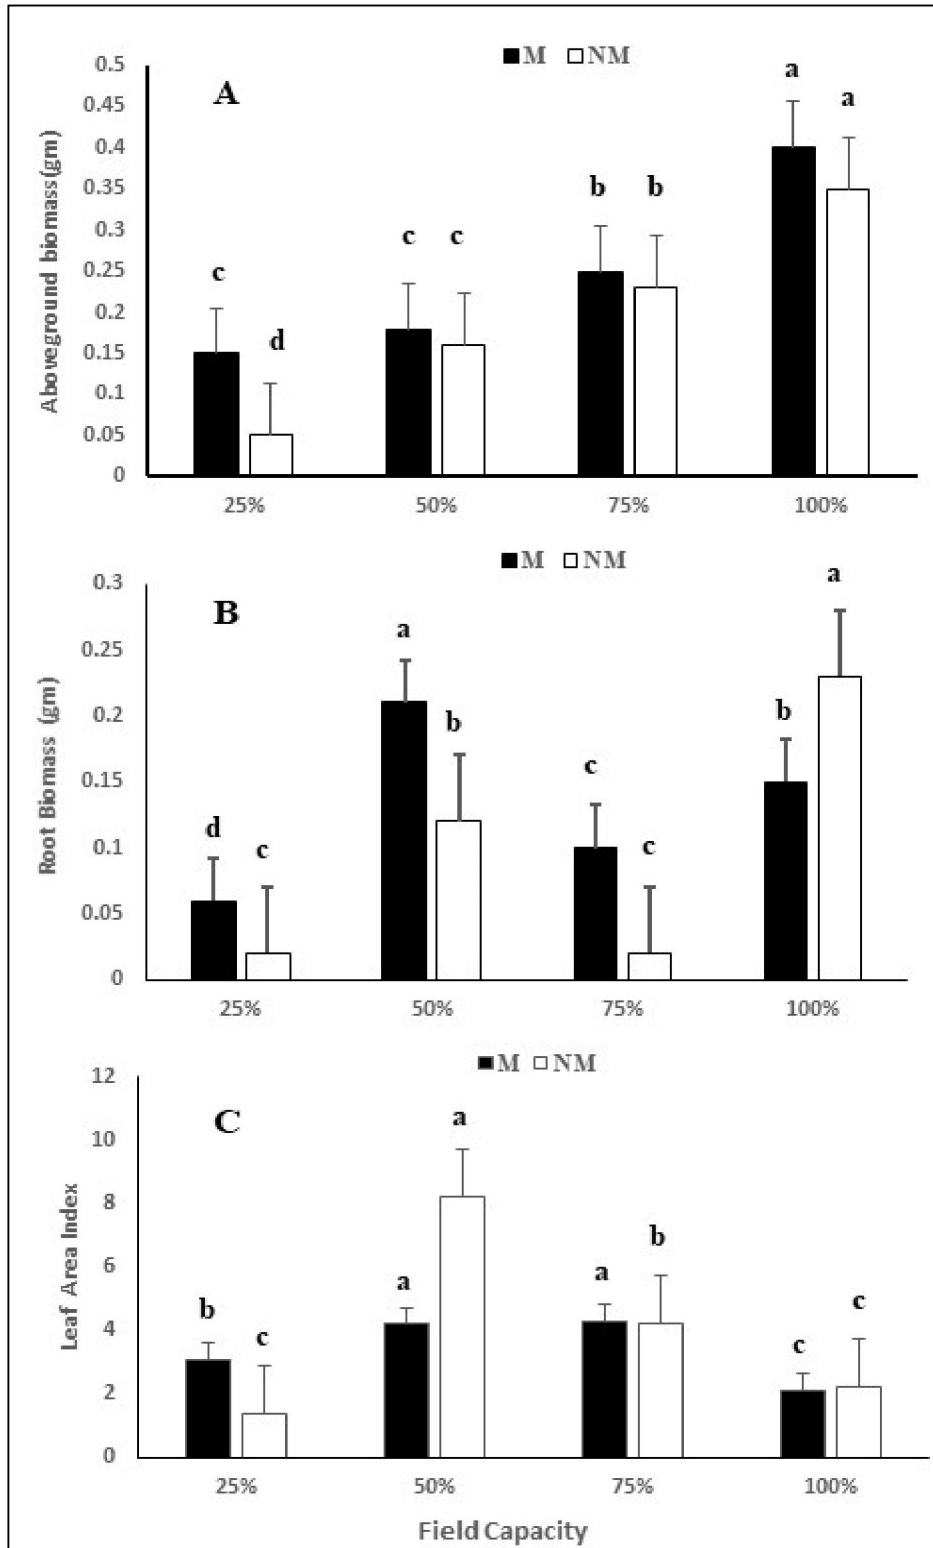 M NM
A
Aboveground biomass(gm)
0.5
0.45
0.4
0.35
0.3
0.25
0.2
0.15
0.1
0.05
0
c d c c b b a a
25% 50% 75% 100%
M NM
B
Root Biomass (gm)
0.3
0.25
0.2
0.15
0.1
0.05
0
d c a b c c b a
25% 50% 75% 100%
M NM
C
Leaf Area Index
12
10
8
6
4
2
0
b c a a a b c c
25% 50% 75% 100%
Field Capacity